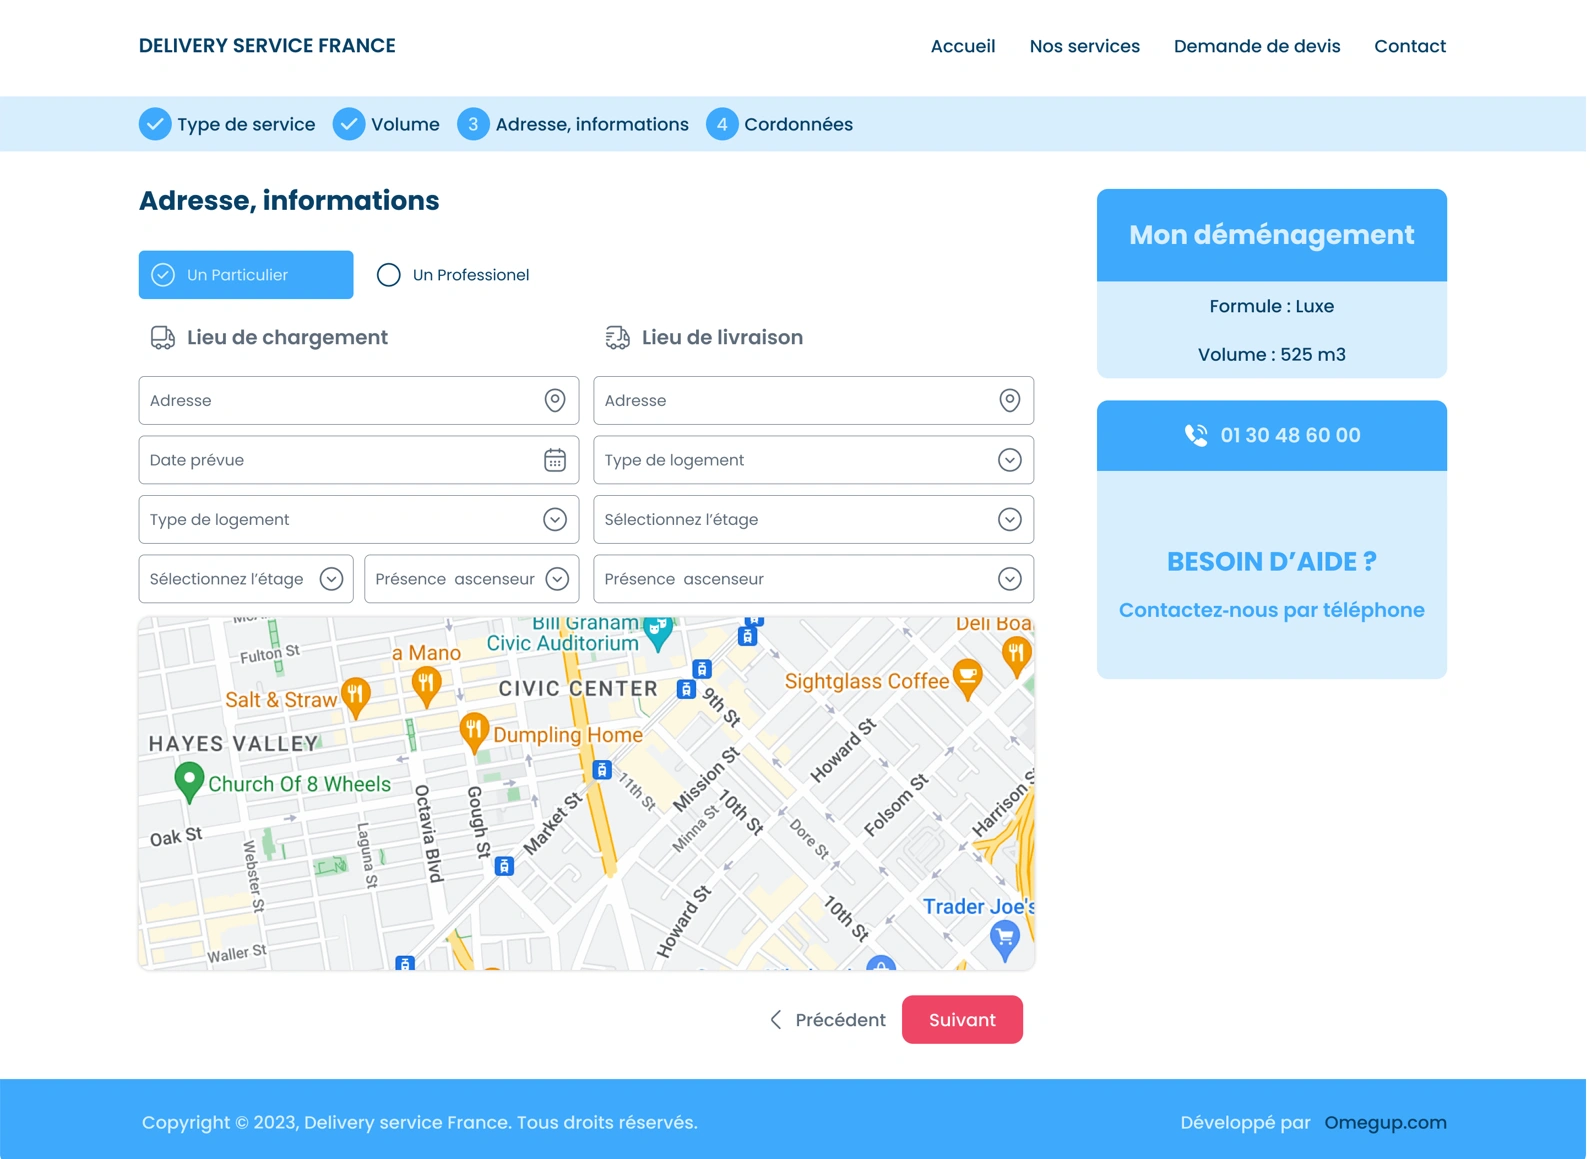 DELIVERY SERVICE FRANCE
Accueil Nos services Demande de devis Contact
Type de service Volume 3 Adresse, informations 4 Cordonnées
Adresse, informations
Un Particulier Un Professionel
Lieu de chargement
Adresse
Date prévue
Type de logement
Sélectionnez l’étage Présence ascenseur
Lieu de livraison
Adresse
Type de logement
Sélectionnez l’étage
Présence ascenseur
Mon déménagement
Formule : Luxe
Volume : 525 m3
01 30 48 60 00
BESOIN D’AIDE ?
Contactez-nous par téléphone
Bill Graham
Civic Auditorium
Deli Boa
Fulton St
a Mano
Salt & Straw
CIVIC CENTER
Sightglass Coffee
9th St
Dumpling Home
HAYES VALLEY
Howard St
Church Of 8 Wheels
11th St
Mission St
10th St
Minna St
Folsom St
Harrison S
Oak St
Octavia Blvd
Gough St
Market St
Dore St
Webster St
Laguna St
Howard St
10th St
Trader Joe's
Waller St
Précédent Suivant
Copyright © 2023, Delivery service France. Tous droits réservés.
Développé par Omegup.com